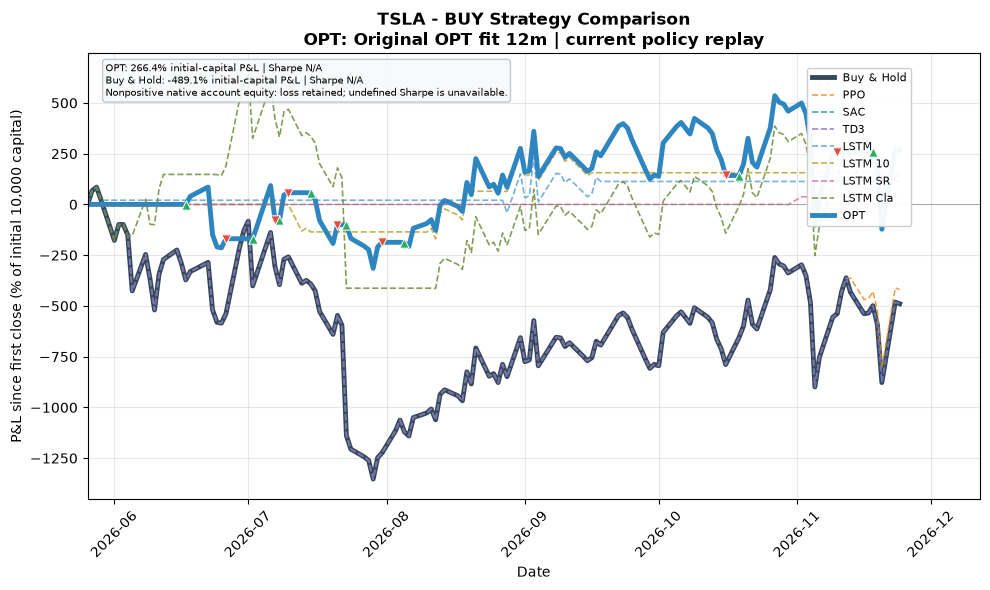 TSLA - BUY Strategy Comparison
OPT: Original OPT fit 12m | current policy replay
OPT: 266.4% initial-capital P&L | Sharpe N/A
Buy & Hold: -489.1% initial-capital P&L | Sharpe N/A
Nonpositive native account equity: loss retained; undefined Sharpe is unavailable.
Buy & Hold
PPO
SAC
TD3
LSTM
LSTM 10
LSTM SR
LSTM Cla
OPT
P&L since first close (% of initial 10,000 capital)
500
250
0
−250
−500
−750
−1000
−1250
2026-06
2026-07
2026-08
2026-09
2026-10
2026-11
2026-12
Date